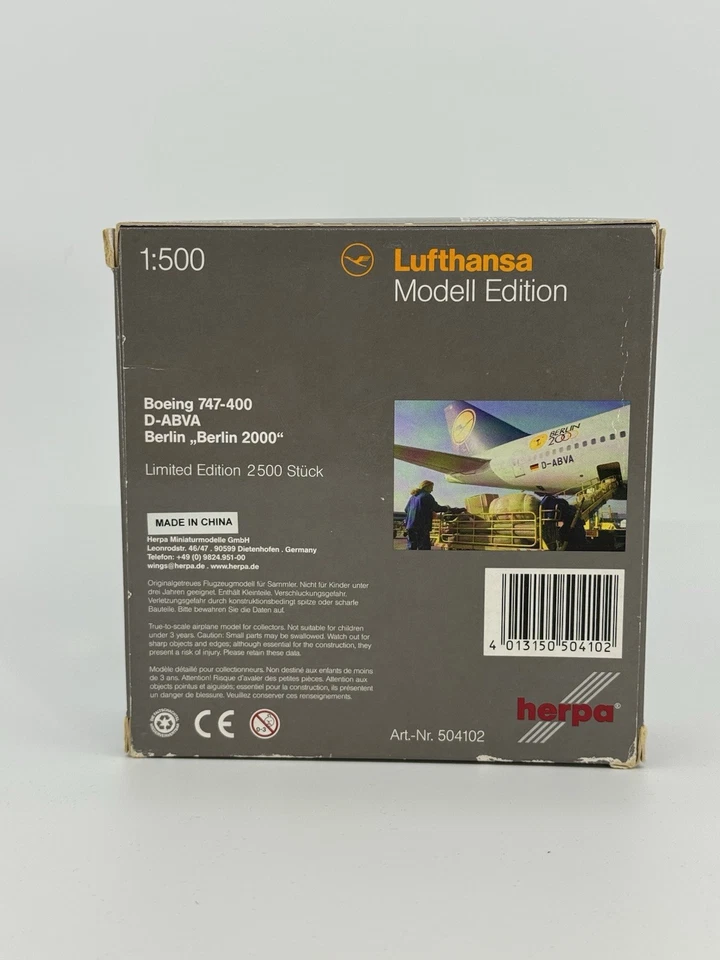 1:500
Lufthansa
Modell Edition
Boeing 747-400
D-ABVA
Berlin „Berlin 2000“
Limited Edition 2500 Stück
BERLIN
2000
D-ABVA
MADE IN CHINA
Herpa Miniaturmodelle GmbH
Leonrodstr. 46/47 . 90599 Dietenhofen . Germany
Telefon: +49 (0) 9824.951-00
wings@herpa.de . www.herpa.de
Originalgetreues Flugzeugmodell für Sammler. Nicht für Kinder unter
drei Jahren geeignet. Enthält Kleinteile. Verschluckungsgefahr.
Verletzungsgefahr durch konstruktionsbedingt spitze oder scharfe
Bauteile. Bitte bewahren Sie die Daten auf.
True-to-scale airplane model for collectors. Not suitable for children
under 3 years. Caution: Small parts may be swallowed. Watch out for
sharp objects and edges; although essential for the construction, they
present a risk of injury. Please retain these data.
Modèle détaillé pour collectionneurs. Non destiné aux enfants de moins
de 3 ans. Attention! Risque d'avaler des petites pièces. Attention aux
objects pointus et aiguisés; essentiel pour la construction, ils présentent
un danger de blessure. Veuillez conserver ces renseignements.
4 013150 504102
herpa®
CE
0-3
Art.-Nr. 504102